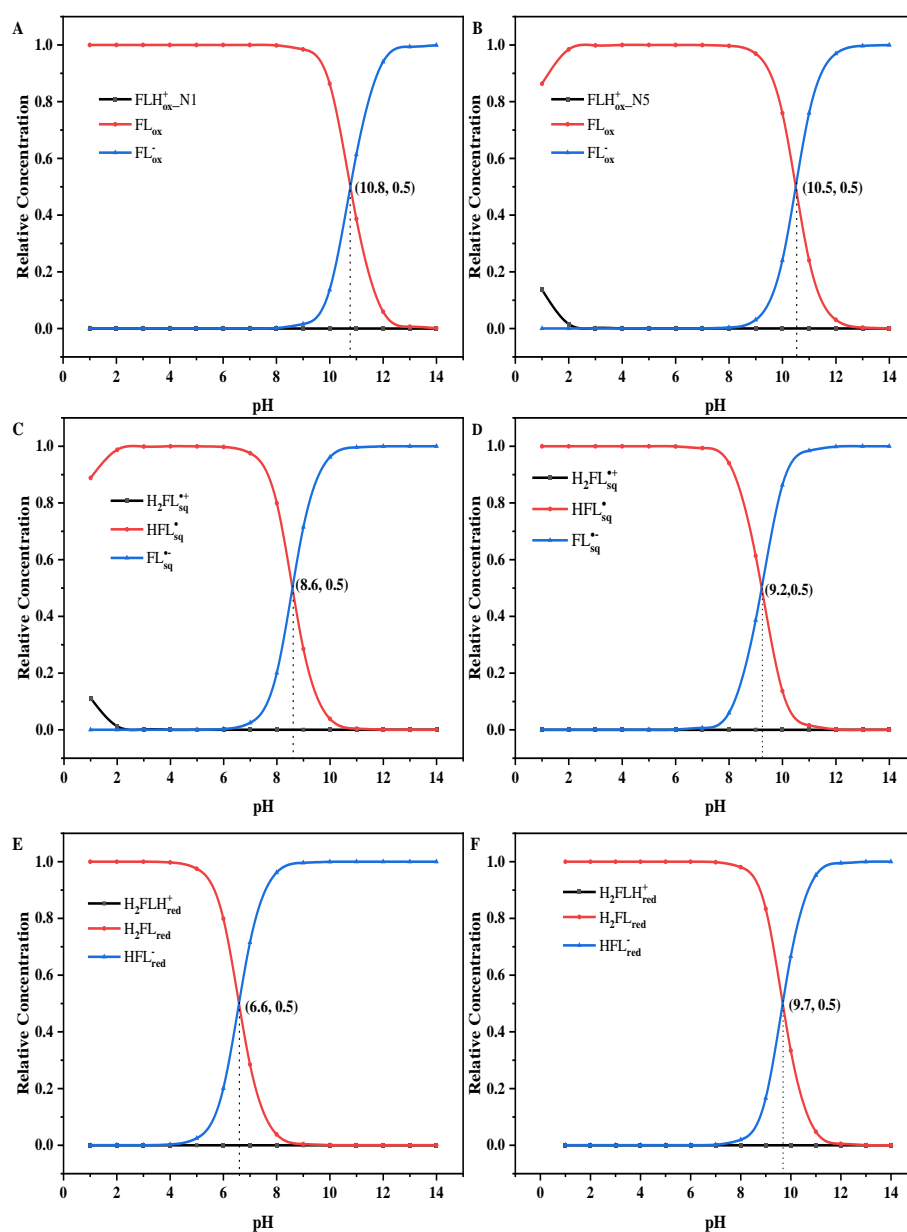 A
Relative Concentration
1.0
0.8
0.6
0.4
0.2
0.0
FLH⁺ox_N1
FLox
FL⁻ox
(10.8, 0.5)
0 2 4 6 8 10 12 14
pH
B
Relative Concentration
1.0
0.8
0.6
0.4
0.2
0.0
FLH⁺ox_N5
FLox
FL⁻ox
(10.5, 0.5)
0 2 4 6 8 10 12 14
pH
C
Relative Concentration
1.0
0.8
0.6
0.4
0.2
0.0
H₂FL•⁺sq
HFL•sq
FL•⁻sq
(8.6, 0.5)
0 2 4 6 8 10 12 14
pH
D
Relative Concentration
1.0
0.8
0.6
0.4
0.2
0.0
H₂FL•⁺sq
HFL•sq
FL•⁻sq
(9.2,0.5)
0 2 4 6 8 10 12 14
pH
E
Relative Concentration
1.0
0.8
0.6
0.4
0.2
0.0
H₂FLH⁺red
H₂FLred
HFL⁻red
(6.6, 0.5)
0 2 4 6 8 10 12 14
pH
F
Relative Concentration
1.0
0.8
0.6
0.4
0.2
0.0
H₂FLH⁺red
H₂FLred
HFL⁻red
(9.7, 0.5)
0 2 4 6 8 10 12 14
pH